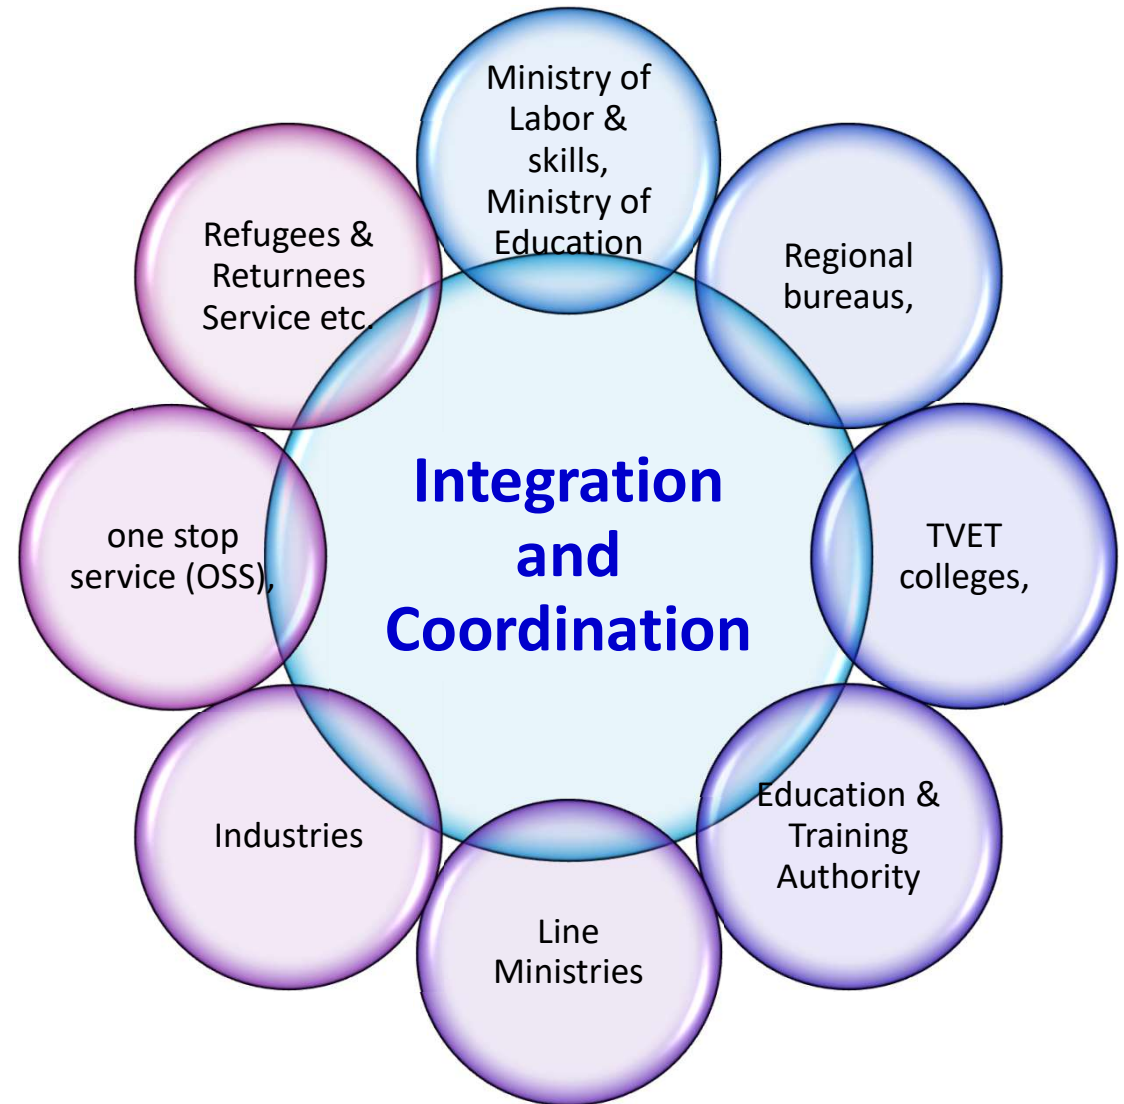 Ministry of
Labor &
skills,
Ministry of
Education
Regional
bureaus,
TVET
colleges,
Education &
Training
Authority
Line
Ministries
Industries
one stop
service (OSS),
Refugees &
Returnees
Service etc.
Integration
and
Coordination